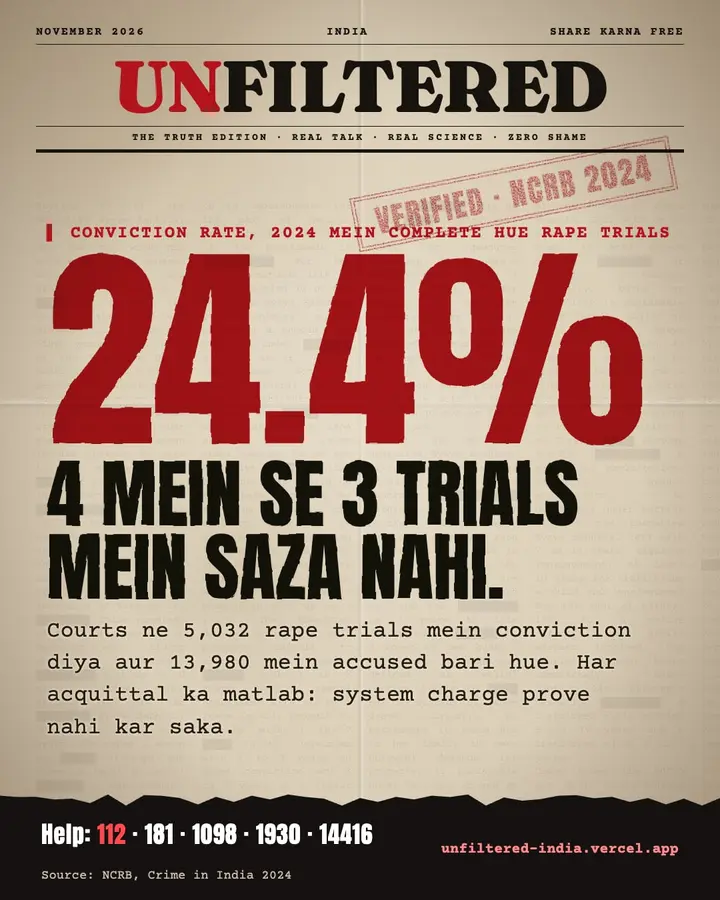 NOVEMBER 2026 INDIA SHARE KARNA FREE
UNFILTERED
THE TRUTH EDITION · REAL TALK · REAL SCIENCE · ZERO SHAME
VERIFIED · NCRB 2024
CONVICTION RATE, 2024 MEIN COMPLETE HUE RAPE TRIALS
24.4%
4 MEIN SE 3 TRIALS
MEIN SAZA NAHI.
Courts ne 5,032 rape trials mein conviction
diya aur 13,980 mein accused bari hue. Har
acquittal ka matlab: system charge prove
nahi kar saka.
Help: 112 · 181 · 1098 · 1930 · 14416
unfiltered-india.vercel.app
Source: NCRB, Crime in India 2024